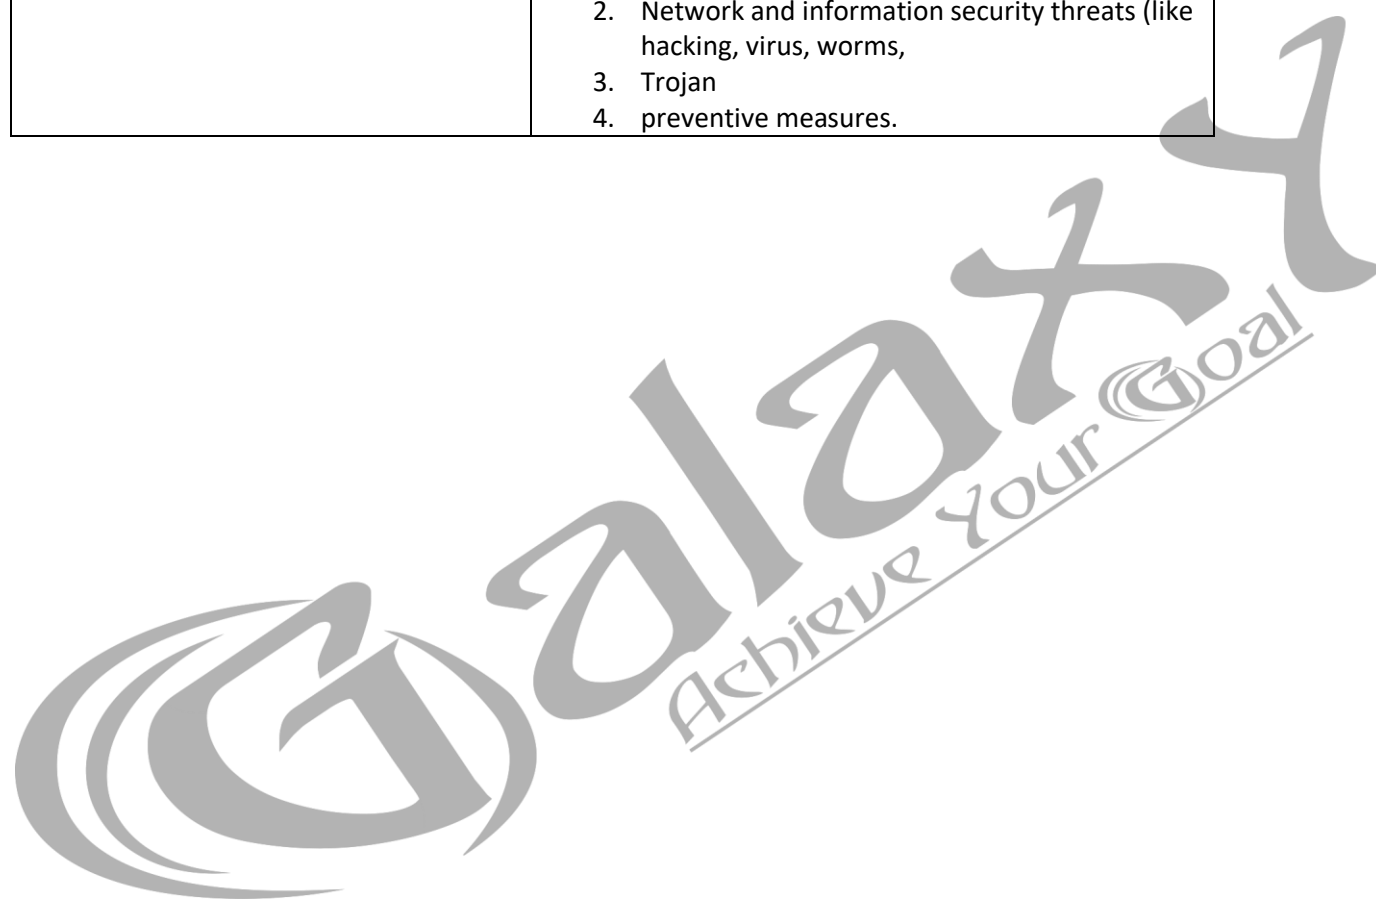 2. Network and information security threats (like
hacking, virus, worms,
3. Trojan
4. preventive measures.
Galaxy
Achieve Your Goal